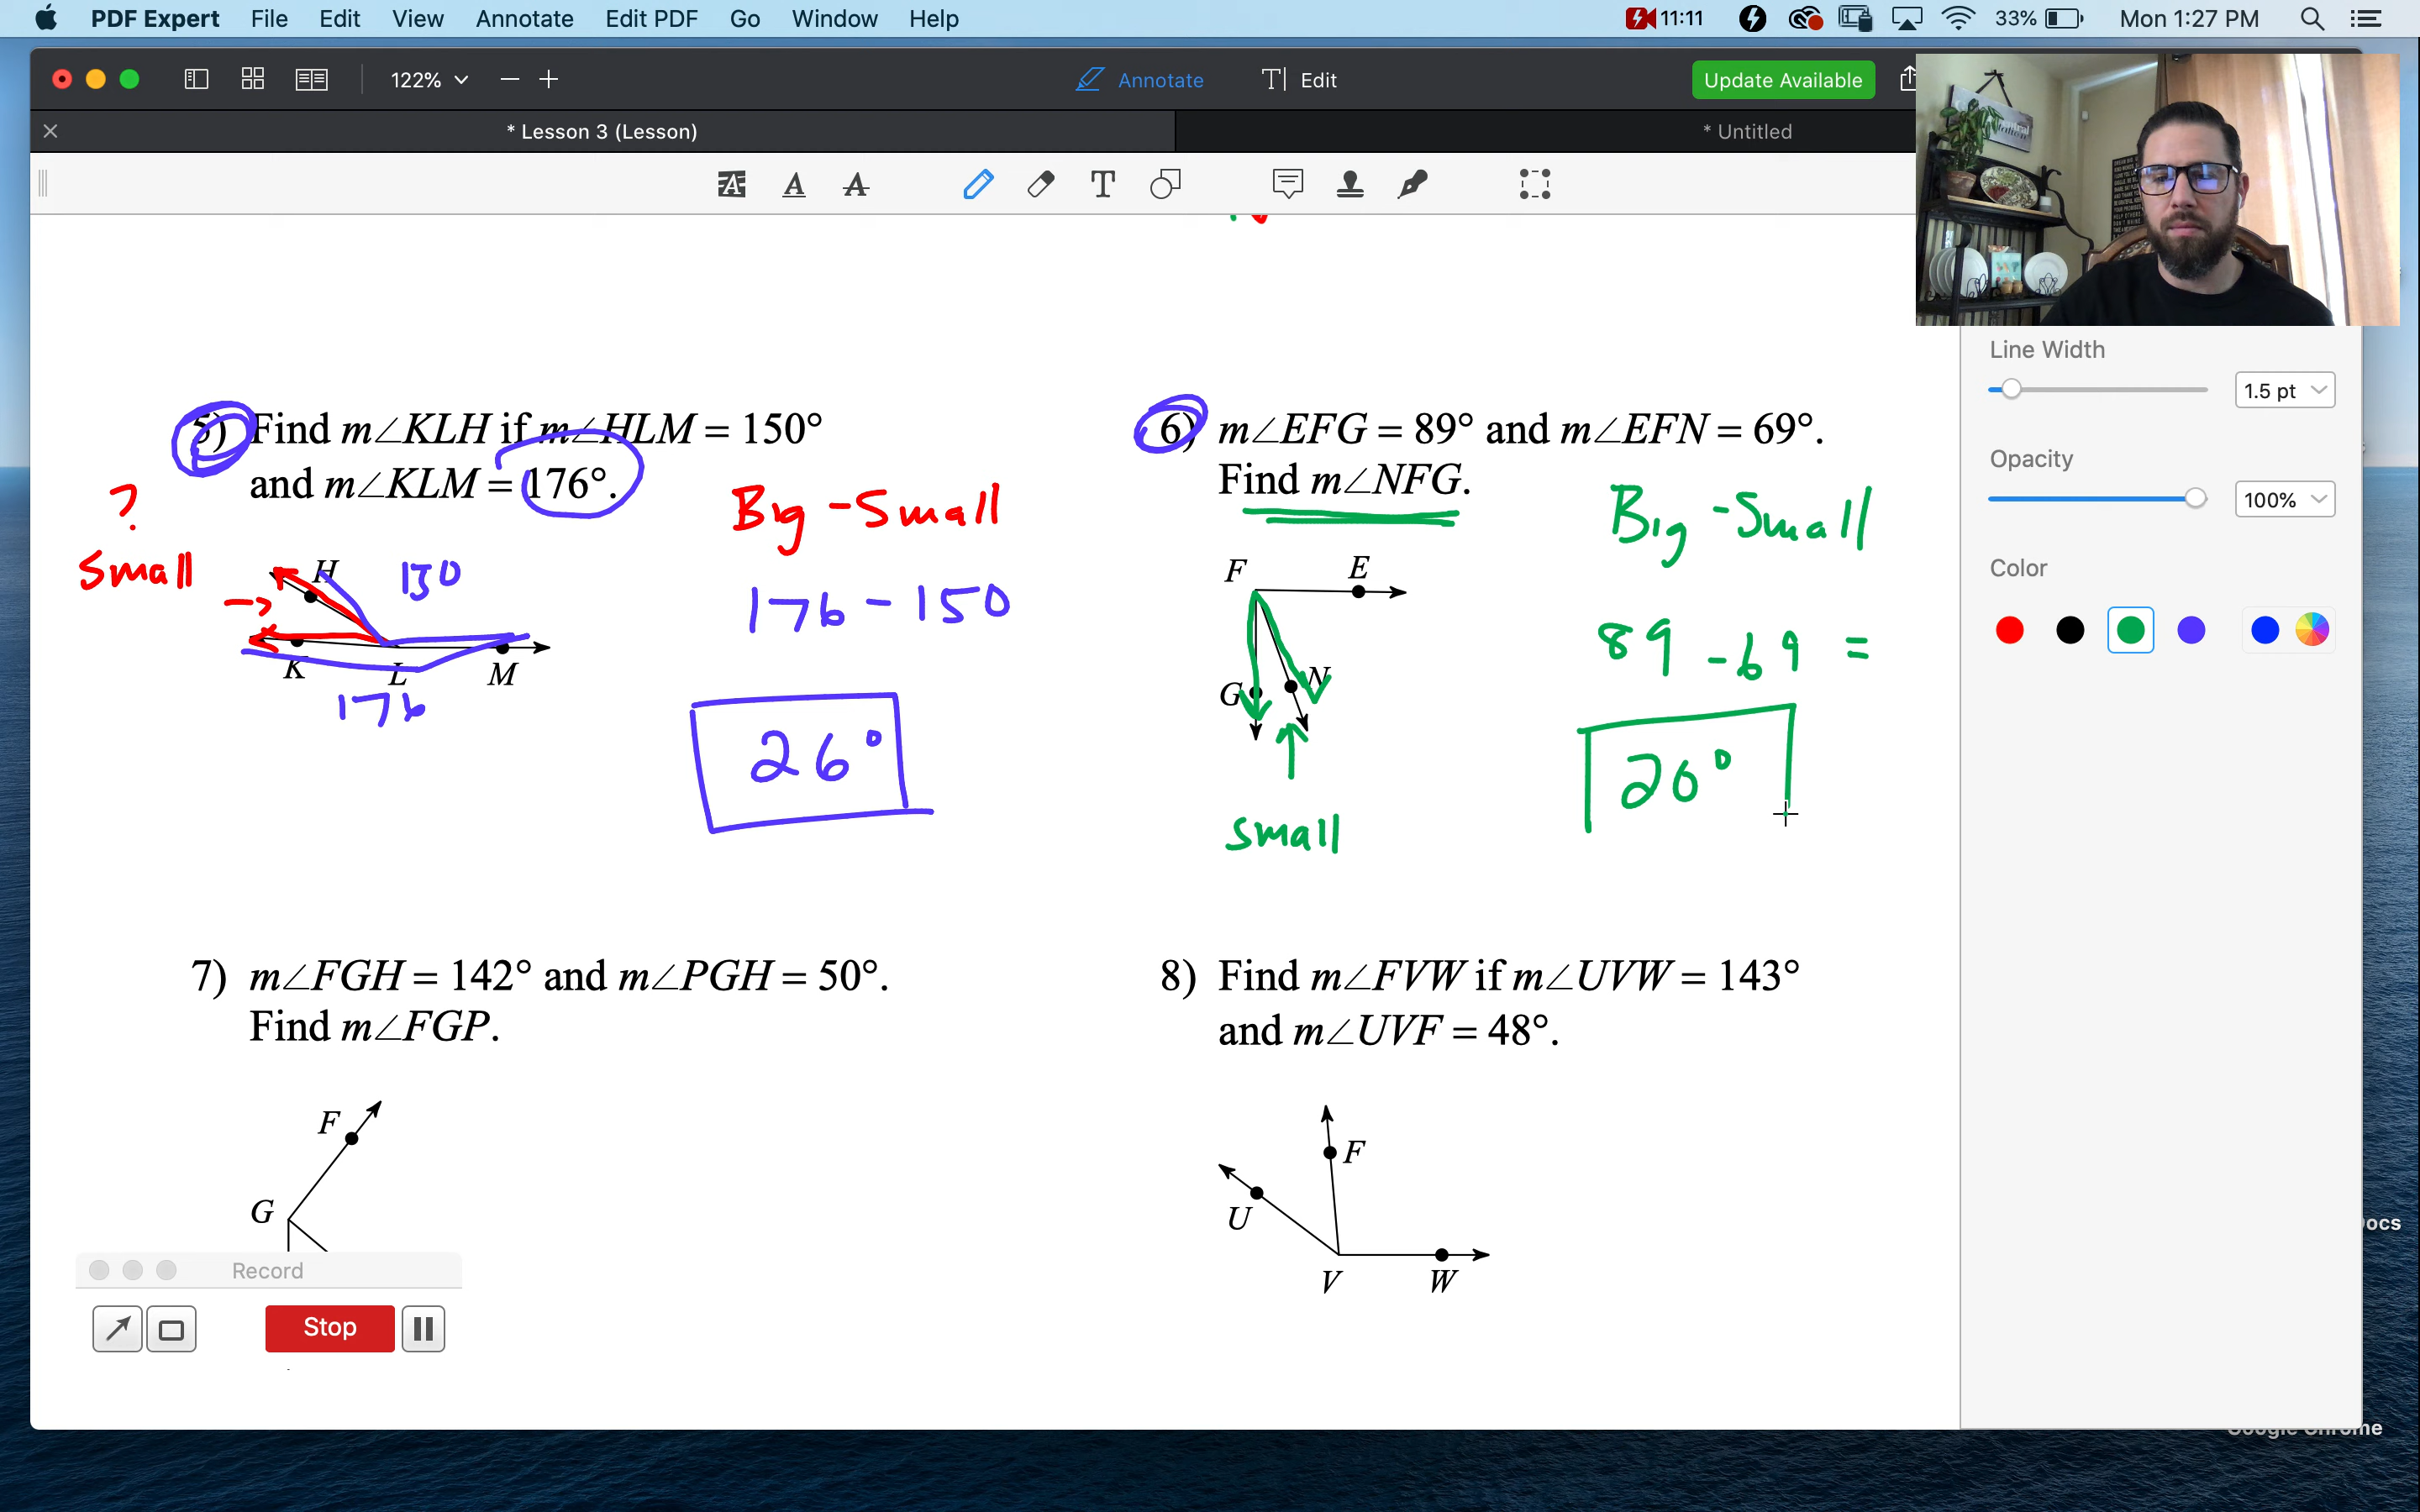 PDF Expert File Edit View Annotate Edit PDF Go Window Help 11:11 33% Mon 1:27 PM
122% Annotate T Edit Update Available
* Lesson 3 (Lesson) * Untitled
A A A T
5) Find m∠KLH if m∠HLM = 150°
and m∠KLM = 176°.
?
Small
Big - Small
H 150
176 - 150
K L M
176
26°
6) m∠EFG = 89° and m∠EFN = 69°.
Find m∠NFG.
Big - Small
F E
89 - 69 =
G N
20°
Small
7) m∠FGH = 142° and m∠PGH = 50°.
Find m∠FGP.
F
G
8) Find m∠FVW if m∠UVW = 143°
and m∠UVF = 48°.
F
U
V W
Record
Stop
Line Width
1.5 pt
Opacity
100%
Color
ocs
Google Chrome